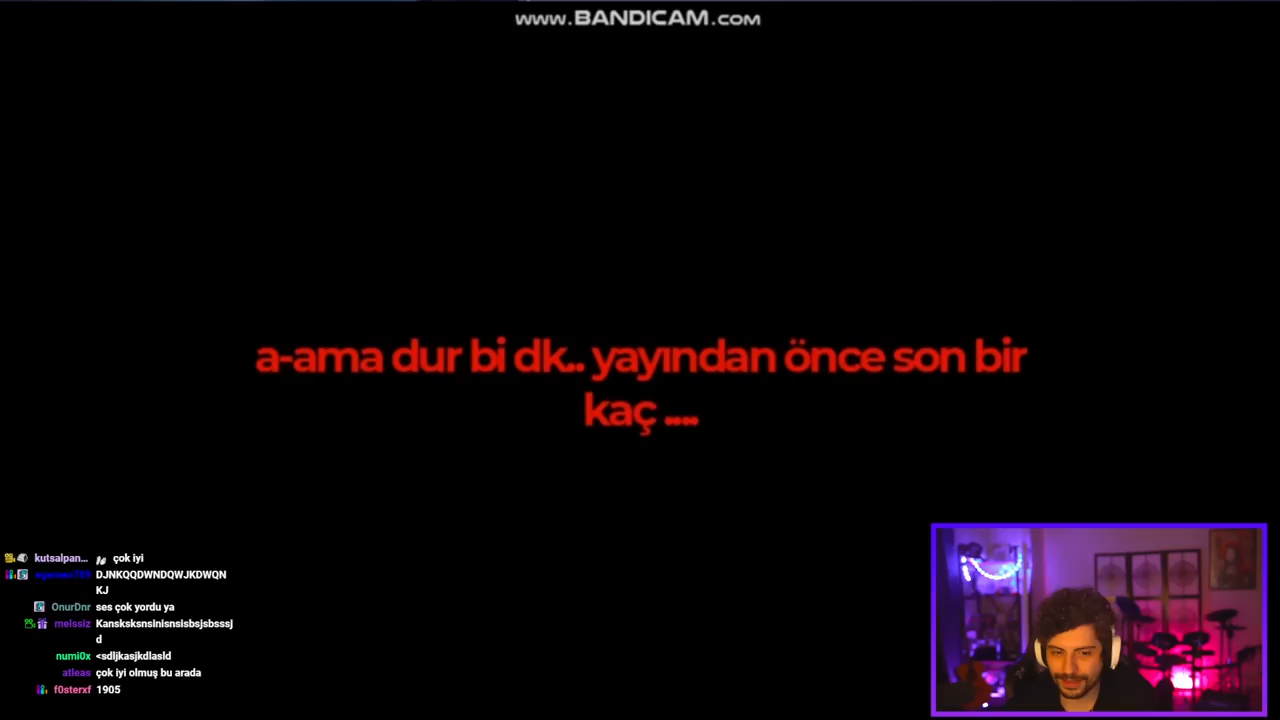 www.BANDICAM.com
a-ama dur bi dk.. yayından önce son bir
kaç ....
kutsalpan... çok iyi
DJNKQQDWNDQWJKDWQN
KJ
OnurDnr ses çok yordu ya
melssiz Kansksksnsinisnsisbsjsbsssj
d
numi0x <sdljkasjkdlasld
atleas çok iyi olmuş bu arada
f0sterxf 1905